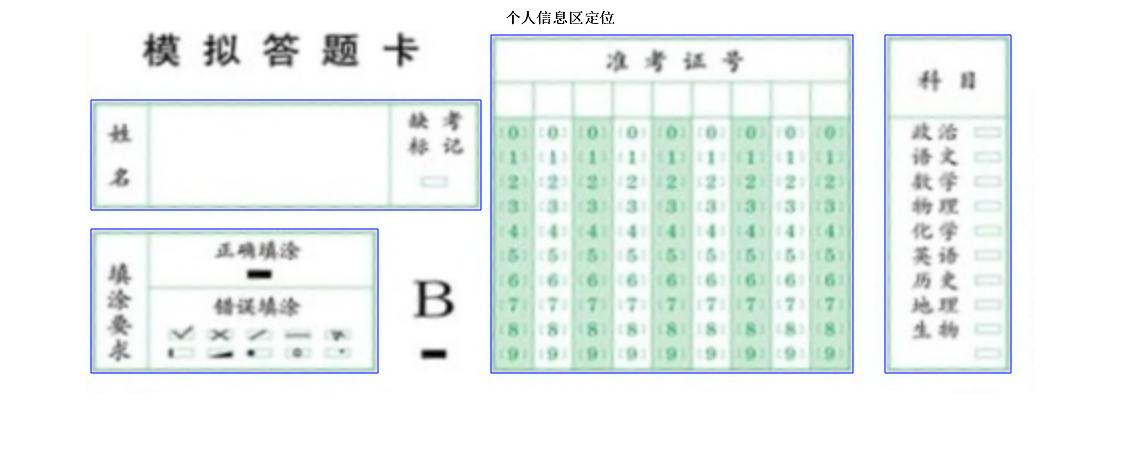 个人信息区定位
模拟答题卡
姓名
缺考
标记
填涂要求
正确填涂
错误填涂
B
准考证号
0 0 0 0 0 0 0 0 0
1 1 1 1 1 1 1 1 1
2 2 2 2 2 2 2 2 2
3 3 3 3 3 3 3 3 3
4 4 4 4 4 4 4 4 4
5 5 5 5 5 5 5 5 5
6 6 6 6 6 6 6 6 6
7 7 7 7 7 7 7 7 7
8 8 8 8 8 8 8 8 8
9 9 9 9 9 9 9 9 9
科目
政治
语文
数学
物理
化学
英语
历史
地理
生物